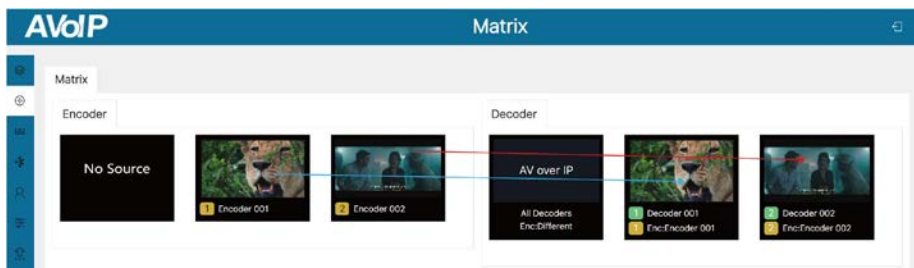 AVoIP
Matrix
Matrix
Encoder
No Source
1 Encoder 001
2 Encoder 002
Decoder
AV over IP
All Decoders
Enc:Different
1 Decoder 001
1 Enc:Encoder 001
2 Decoder 002
2 Enc:Encoder 002